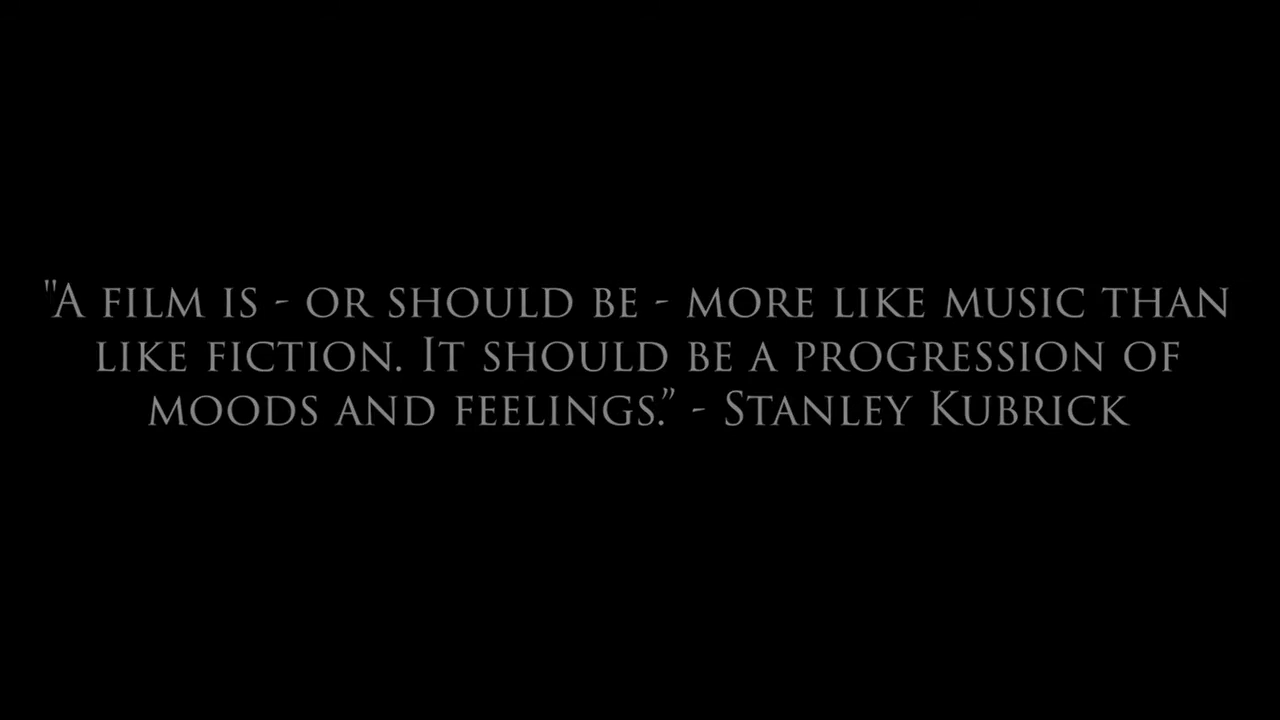 "A film is - or should be - more like music than
like fiction. It should be a progression of
moods and feelings.” - Stanley Kubrick